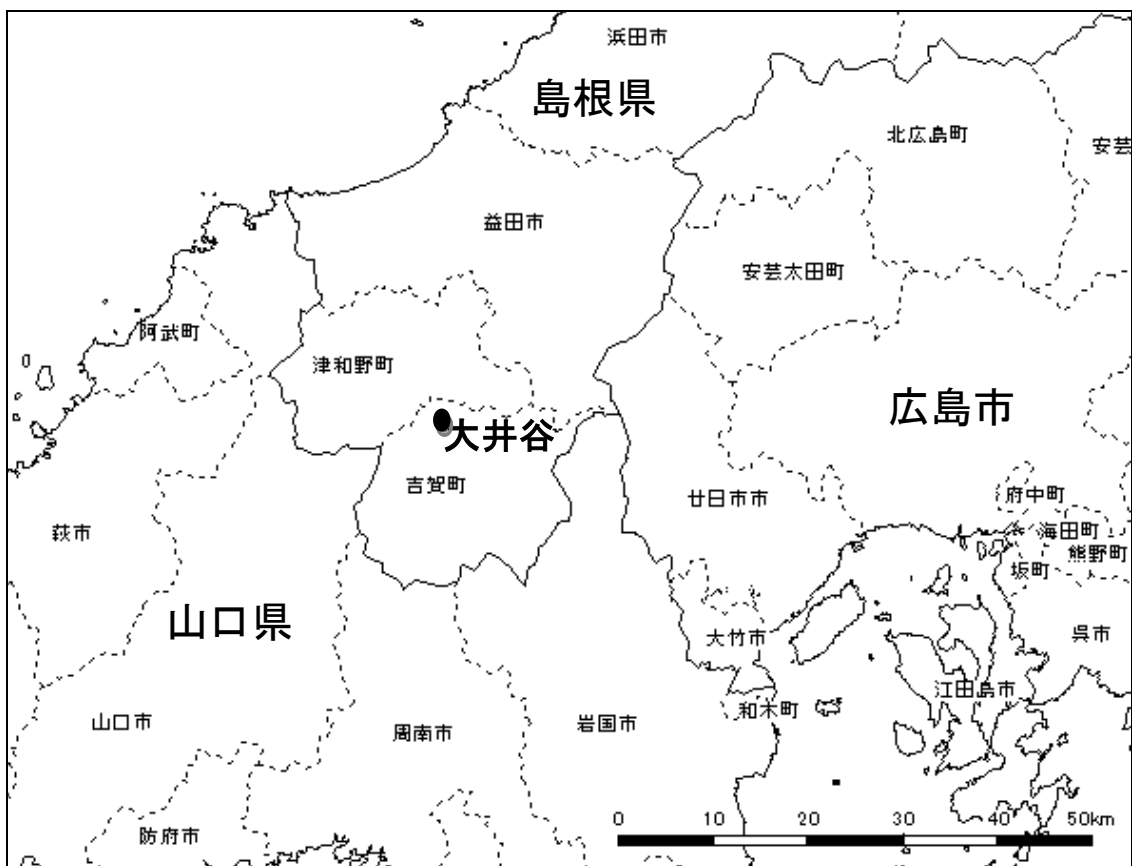 浜田市
島根県
北広島町
安芸
益田市
安芸太田町
阿武町
津和野町
広島市
大井谷
吉賀町
廿日市市
府中町
海田町
萩市
熊野町
坂町
山口県
大竹市
呉市
江田島市
和木町
山口市
周南市
岩国市
防府市
0 10 20 30 40 50km